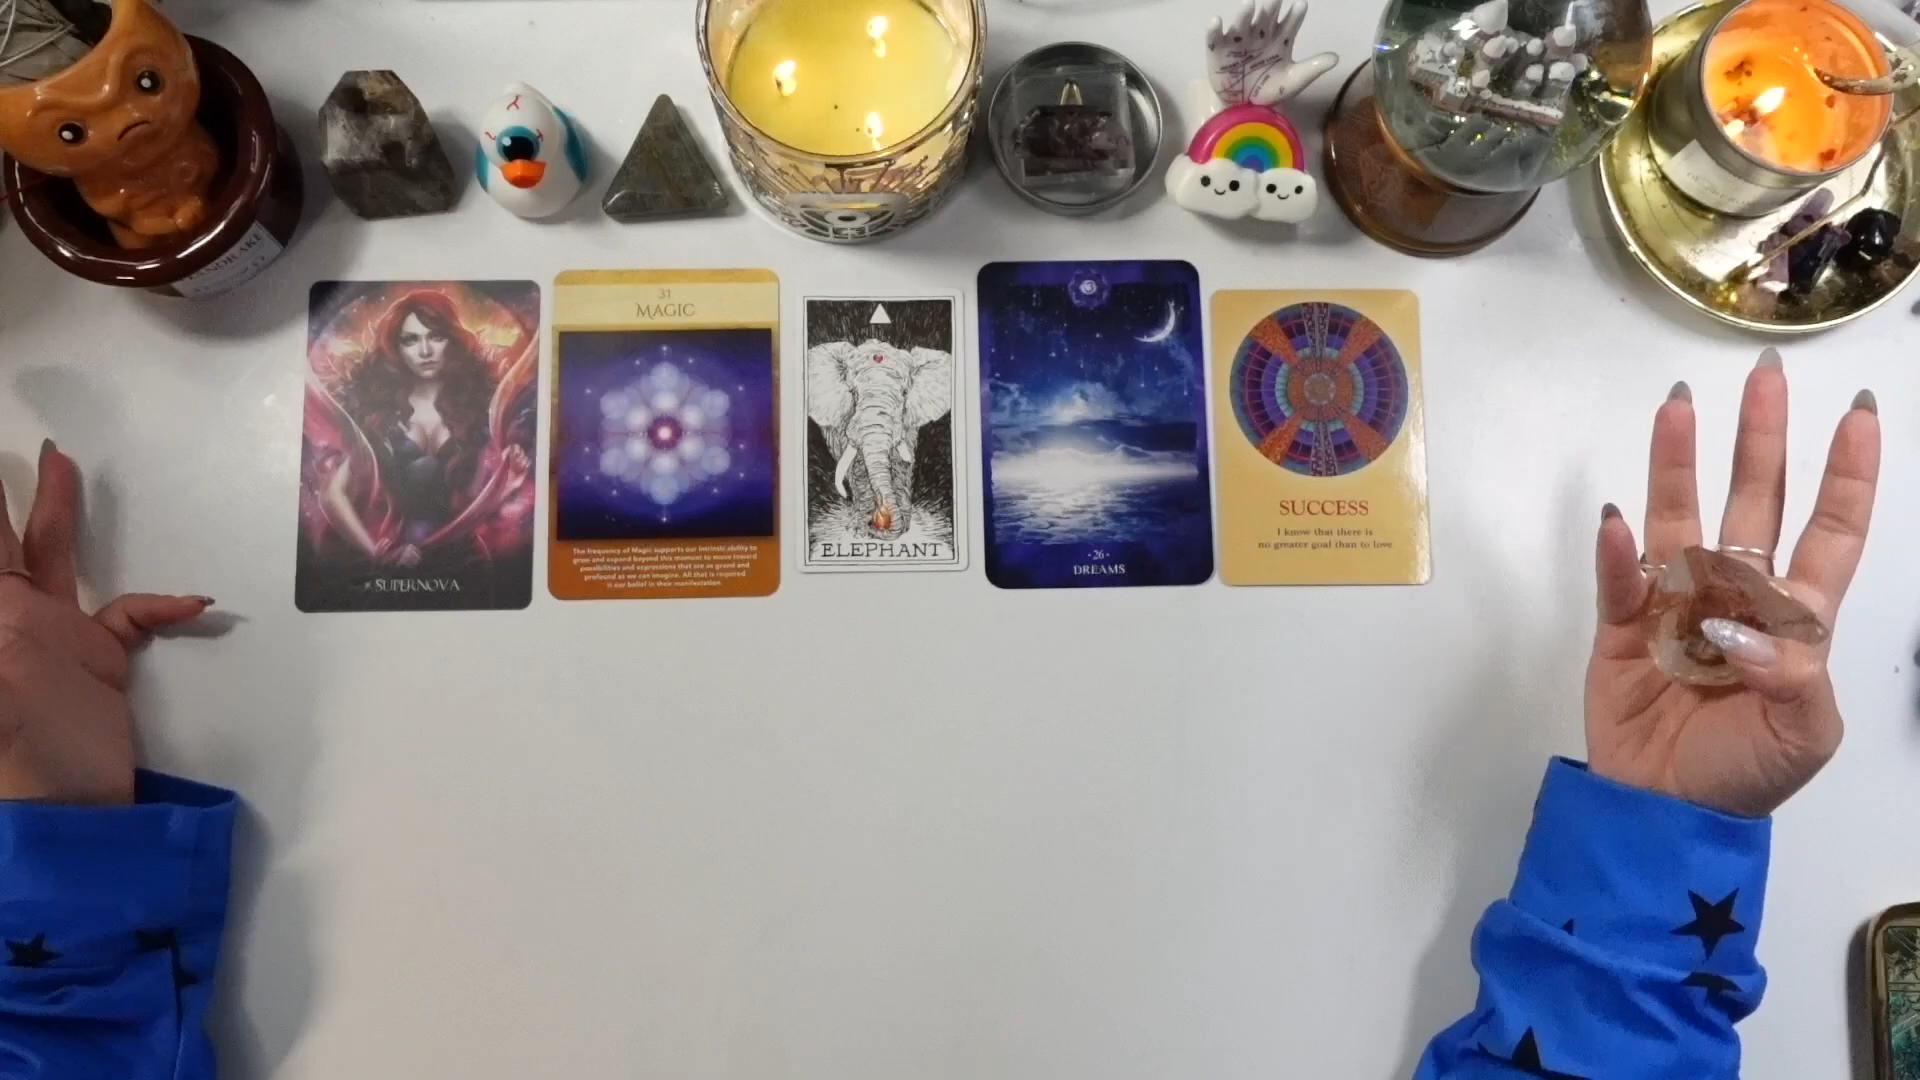 MANDRAKE
SUPERNOVA
31
MAGIC
The frequency of Magic supports our intrinsic ability to
grow and expand beyond this moment to move toward
possibilities and expressions that are as grand and
profound as we can imagine. All that is required
is our belief in their manifestation.
ELEPHANT
· 26 ·
DREAMS
SUCCESS
I know that there is
no greater goal than to love